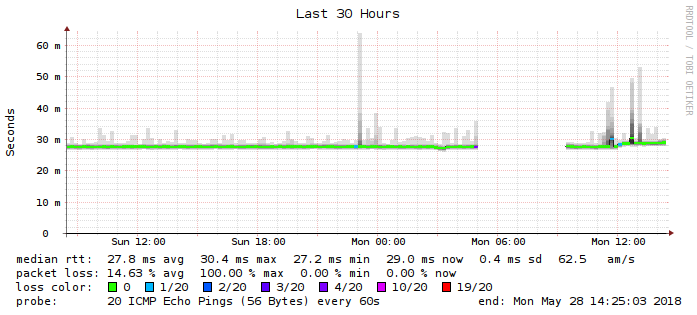 Last 30 Hours
RRDTOOL / TOBI OETIKER
Seconds
60 m
50 m
40 m
30 m
20 m
10 m
0
Sun 12:00 Sun 18:00 Mon 00:00 Mon 06:00 Mon 12:00
median rtt: 27.8 ms avg 30.4 ms max 27.2 ms min 29.0 ms now 0.4 ms sd 62.5 am/s
packet loss: 14.63 % avg 100.00 % max 0.00 % min 0.00 % now
loss color: 0 1/20 2/20 3/20 4/20 10/20 19/20
probe: 20 ICMP Echo Pings (56 Bytes) every 60s end: Mon May 28 14:25:03 2018